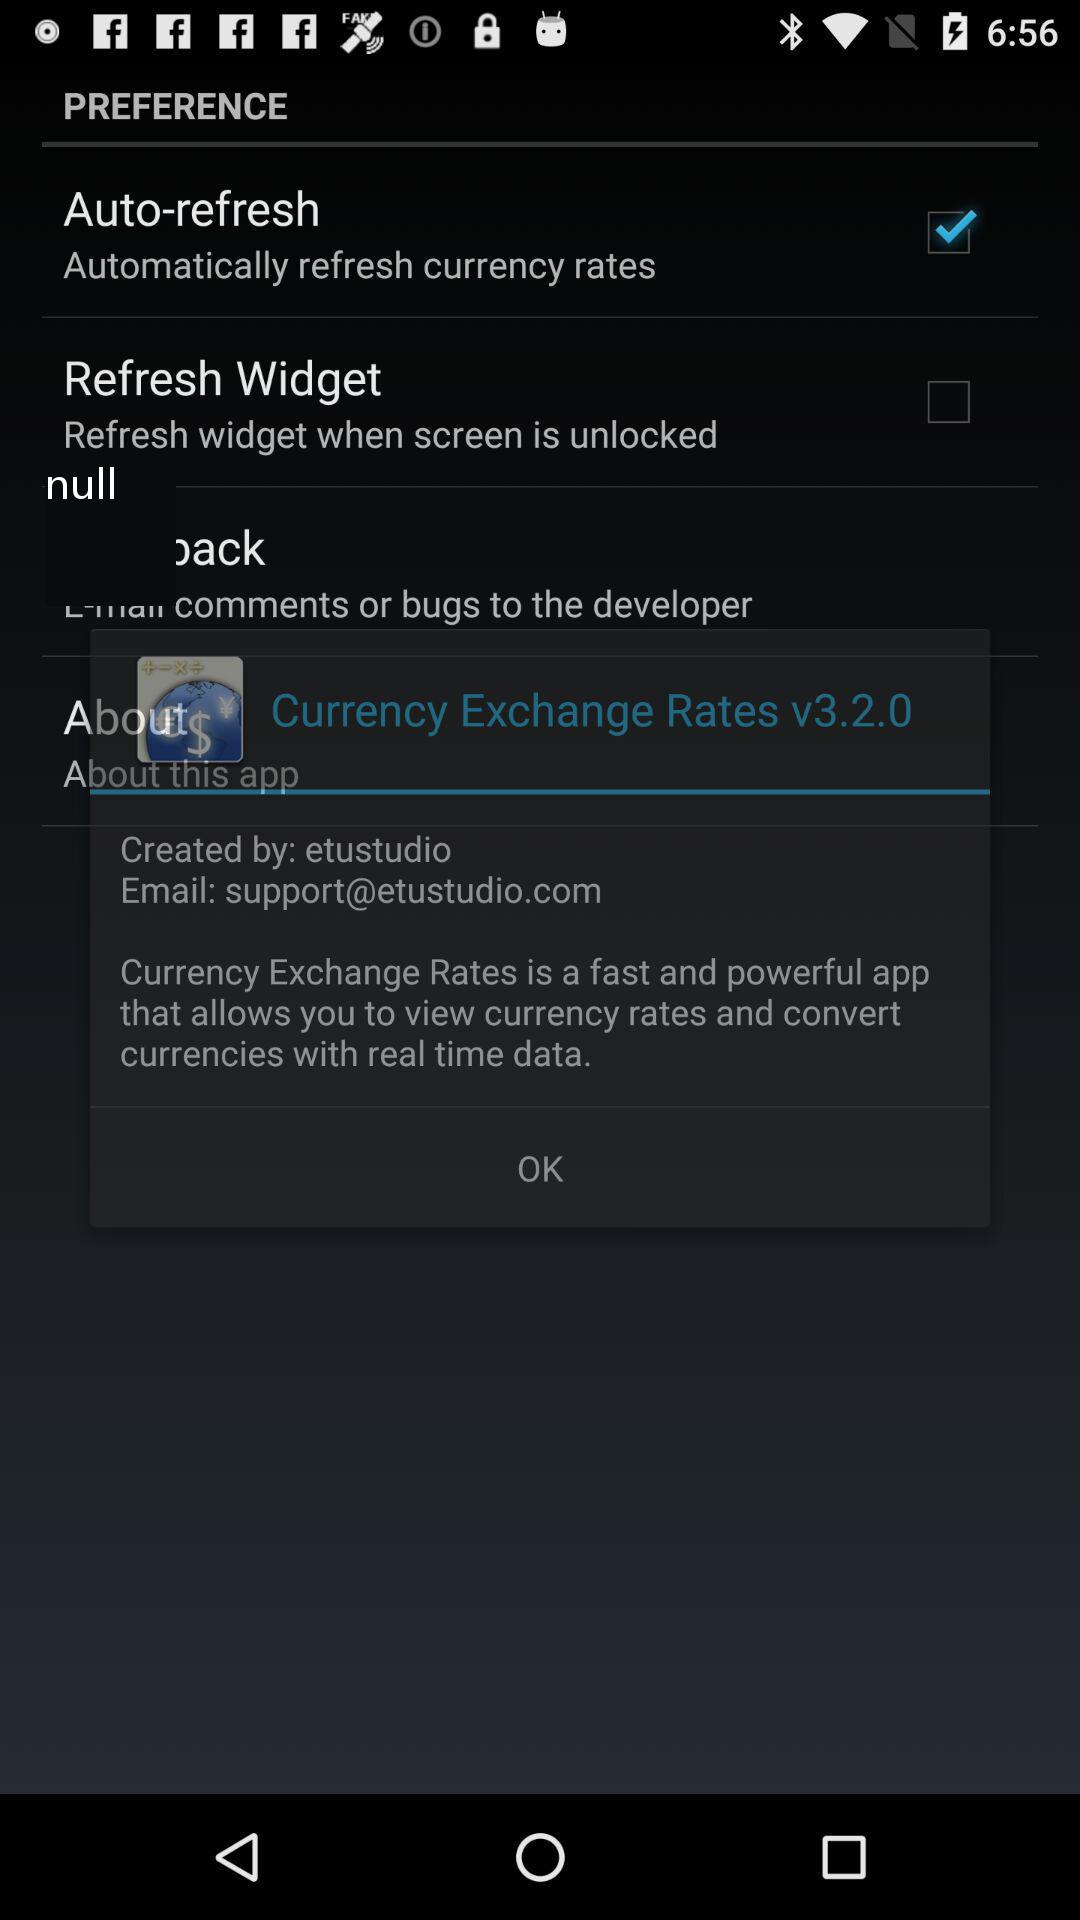 FAKE
6:56
PREFERENCE
Auto-refresh
Automatically refresh currency rates
Refresh Widget
Refresh widget when screen is unlocked
null
back
E-mail comments or bugs to the developer
Currency Exchange Rates v3.2.0
About
About this app
Created by: etustudio
Email: support@etustudio.com
Currency Exchange Rates is a fast and powerful app
that allows you to view currency rates and convert
currencies with real time data.
OK